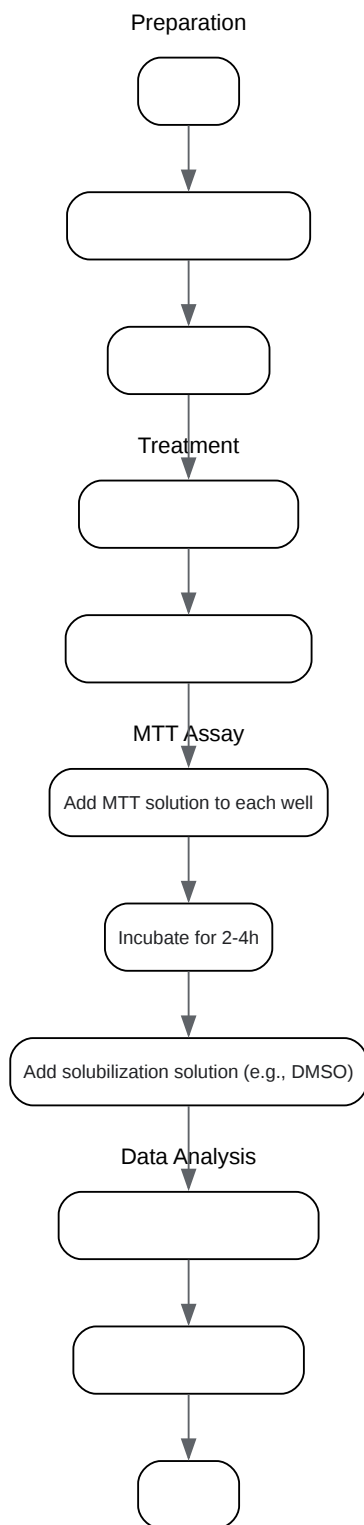 Preparation
Treatment
MTT Assay
Add MTT solution to each well
Incubate for 2-4h
Add solubilization solution (e.g., DMSO)
Data Analysis